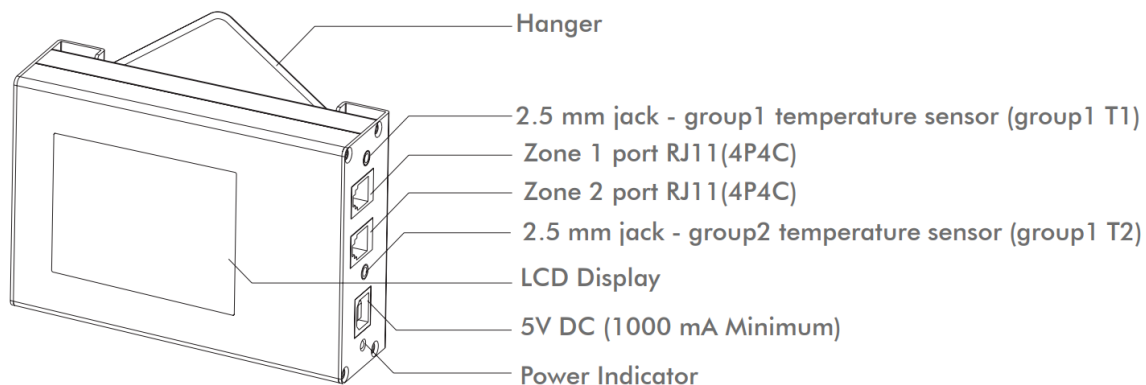 Hanger
2.5 mm jack - group1 temperature sensor (group1 T1)
Zone 1 port RJ11(4P4C)
Zone 2 port RJ11(4P4C)
2.5 mm jack - group2 temperature sensor (group1 T2)
LCD Display
5V DC (1000 mA Minimum)
Power Indicator